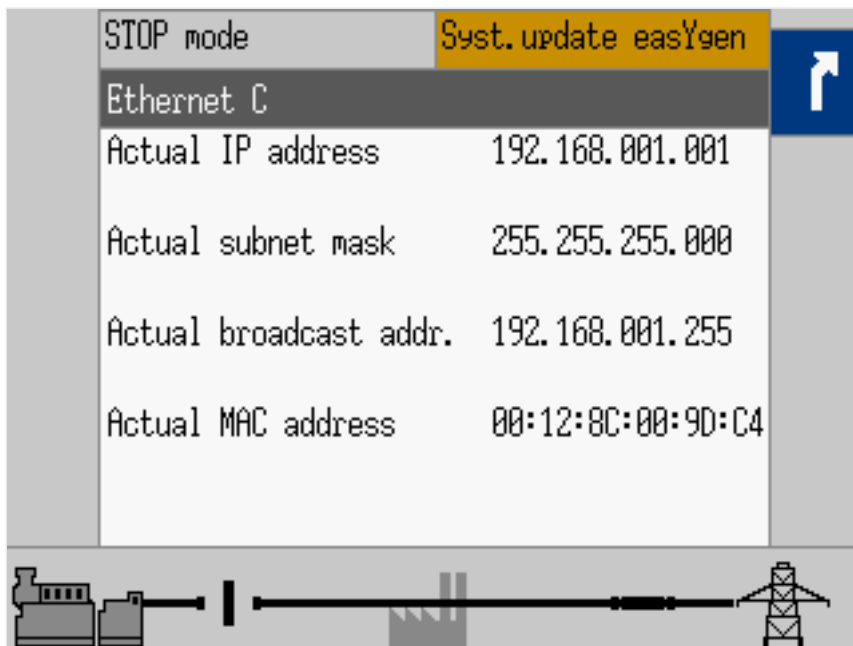 STOP mode Syst.update easYgen
Ethernet C
Actual IP address 192.168.001.001
Actual subnet mask 255.255.255.000
Actual broadcast addr. 192.168.001.255
Actual MAC address 00:12:8C:00:9D:C4